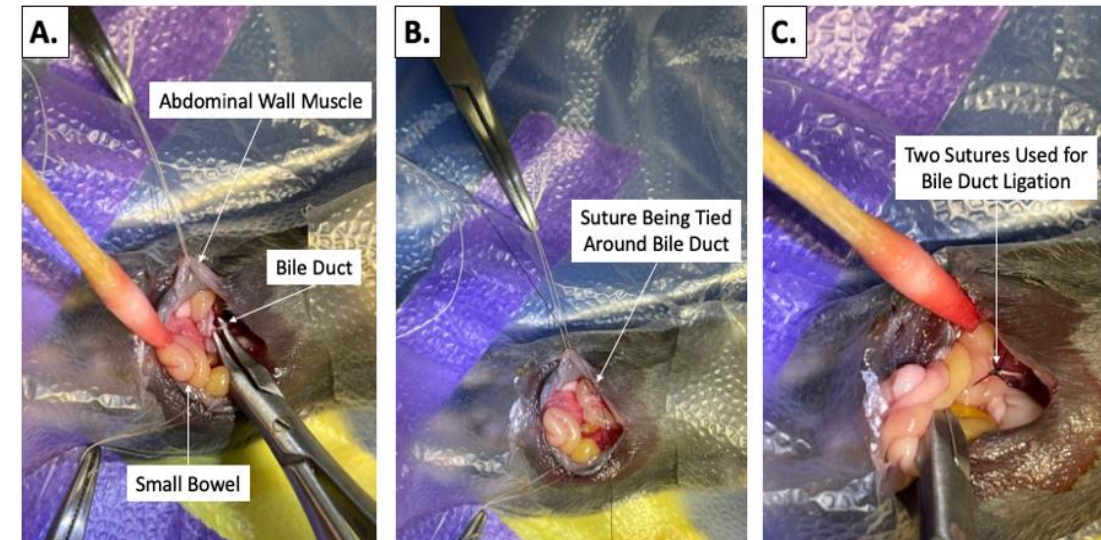 A.
Abdominal Wall Muscle
Bile Duct
Small Bowel
B.
Suture Being Tied
Around Bile Duct
C.
Two Sutures Used for
Bile Duct Ligation